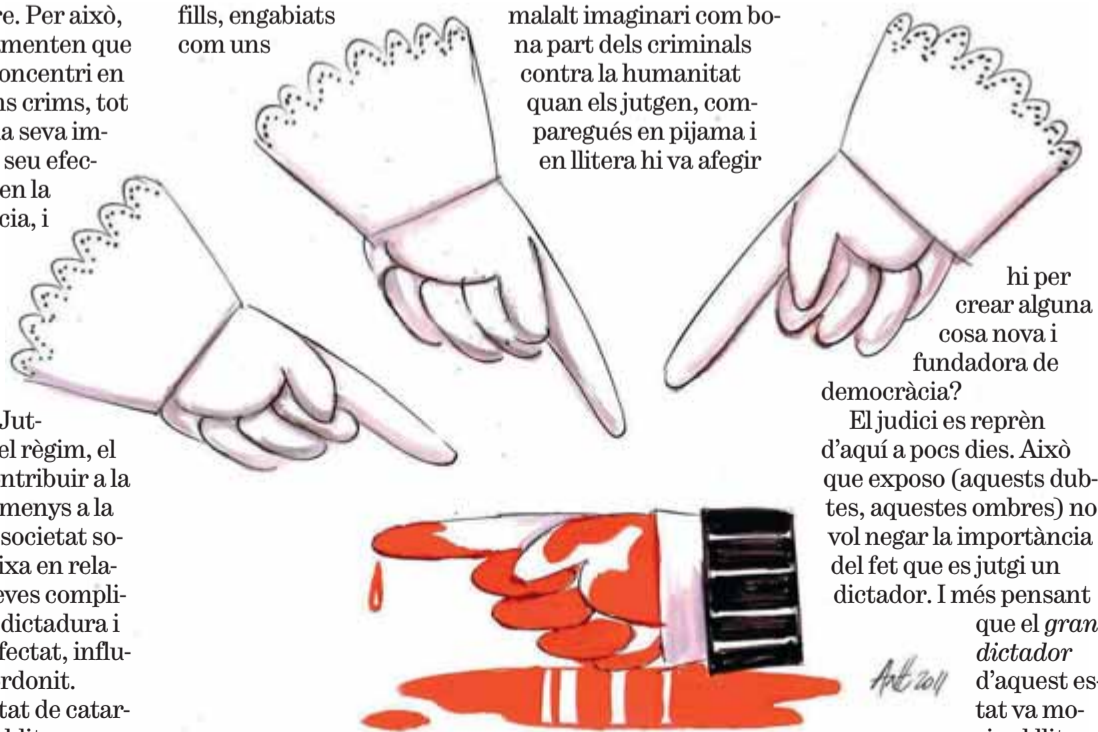 re. Per això,
menten que
oncentri en
ns crims, tot
a seva im-
seu efec-
en la
cia, i
Jut-
el règim, el
ntribuir a la
menys a la
societat so-
ixa en rela-
eves compli-
dictadura i
fectat, influ-
rdonit.
tat de catar-
fills, engabiats
com uns
malalt imaginari com bo-
na part dels criminals
contra la humanitat
quan els jutgen, com-
paregués en pijama i
en llitera hi va afegir
hi per
crear alguna
cosa nova i
fundadora de
democràcia?
El judici es reprèn
d'aquí a pocs dies. Això
que exposo (aquests dub-
tes, aquestes ombres) no
vol negar la importància
del fet que es jutgi un
dictador. I més pensant
que el gran
dictador
d'aquest es-
tat va mo-
2011